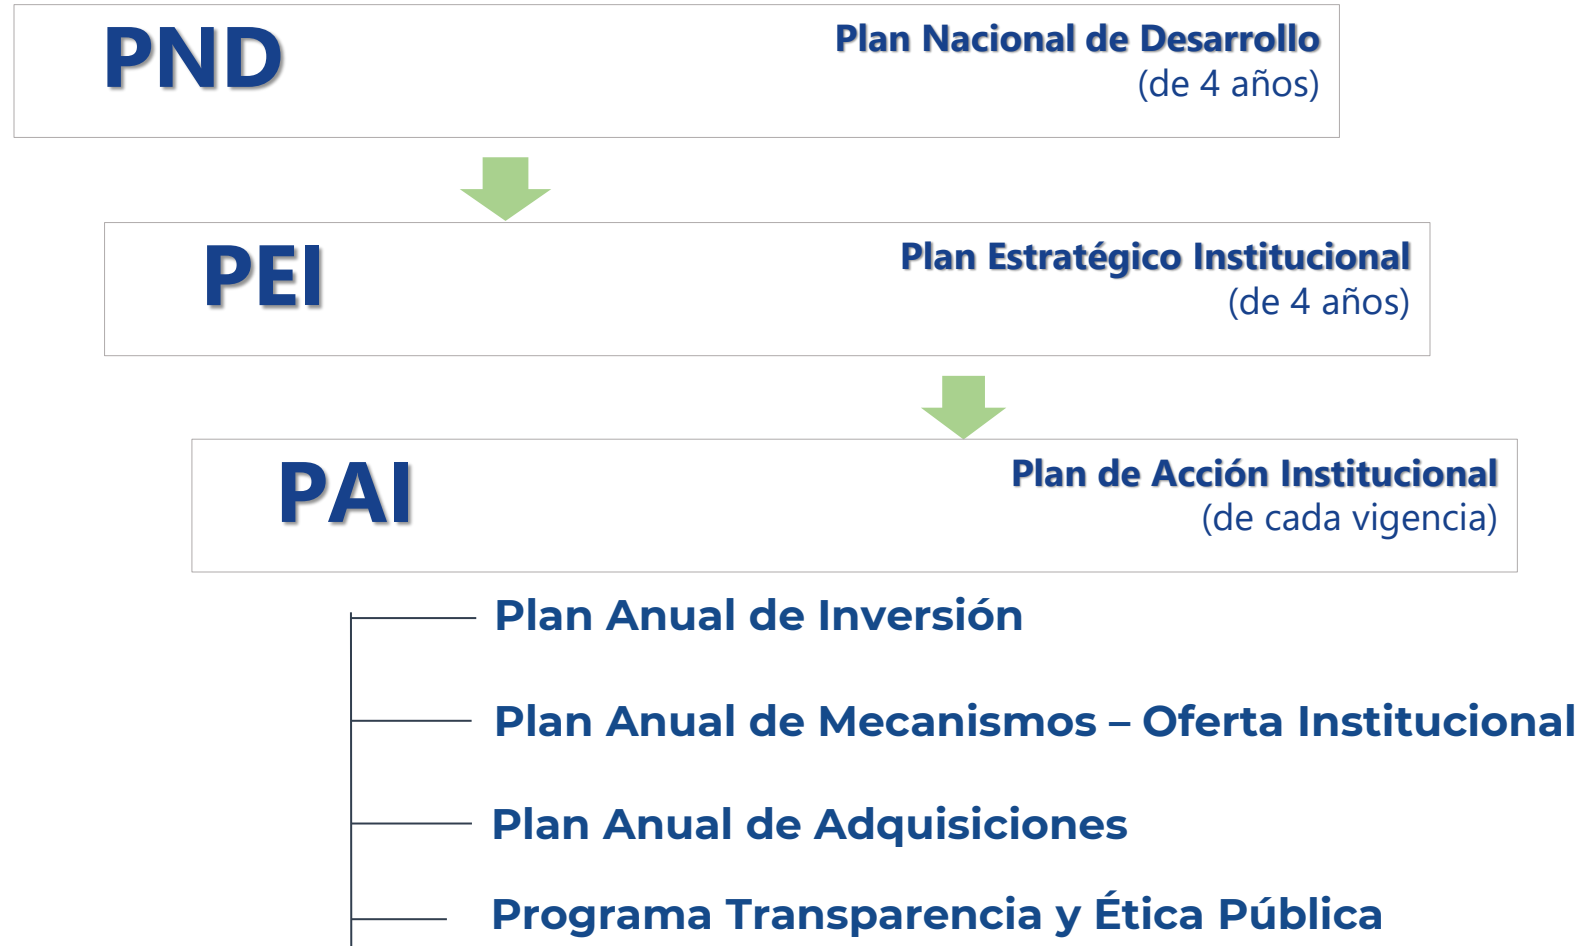 PND
Plan Nacional de Desarrollo
(de 4 años)
PEI
Plan Estratégico Institucional
(de 4 años)
PAI
Plan de Acción Institucional
(de cada vigencia)
Plan Anual de Inversión
Plan Anual de Mecanismos – Oferta Institucional
Plan Anual de Adquisiciones
Programa Transparencia y Ética Pública